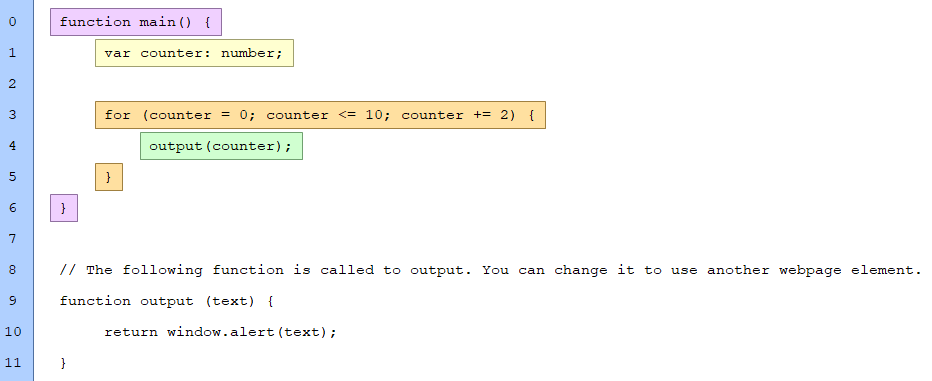 0 function main() {
1 var counter: number;
2
3 for (counter = 0; counter <= 10; counter += 2) {
4 output(counter);
5 }
6 }
7
8 // The following function is called to output. You can change it to use another webpage element.
9 function output (text) {
10 return window.alert(text);
11 }